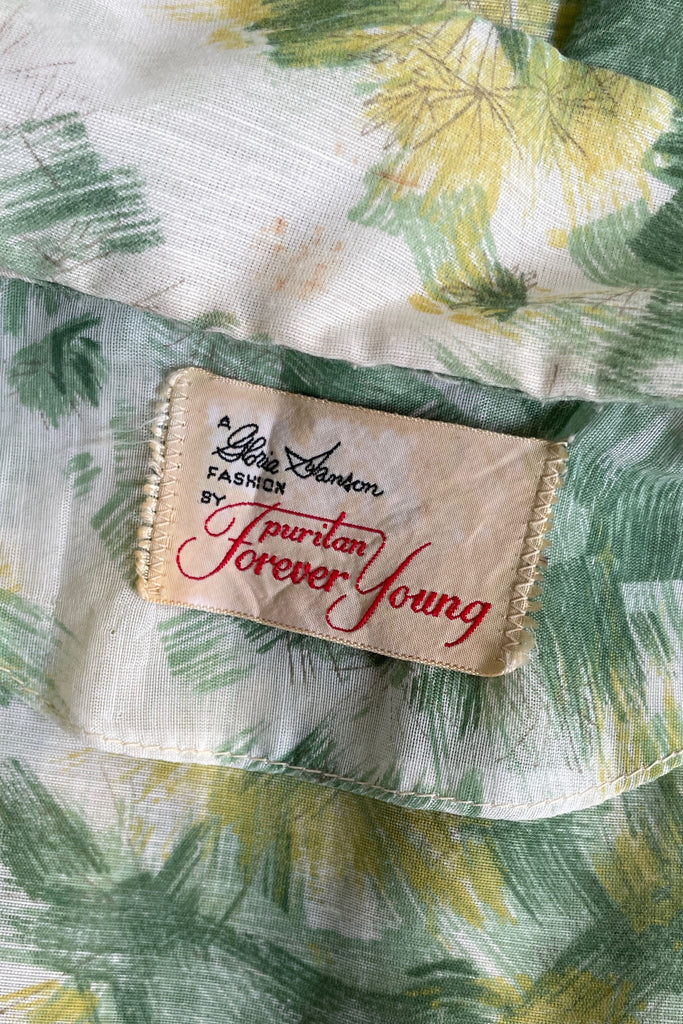 A
Gloria Swanson
FASHION
BY
puritan
Forever Young